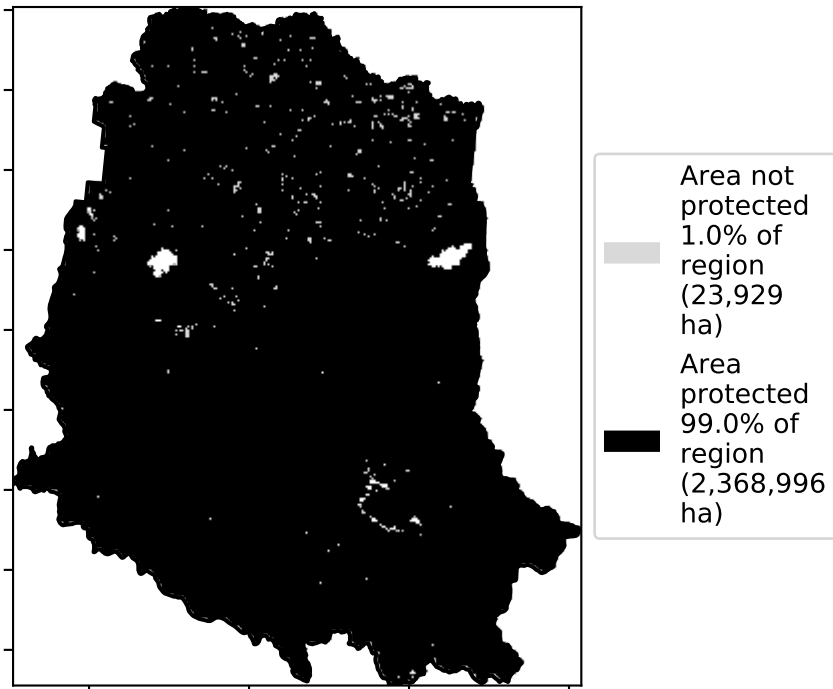 Area not
protected
1.0% of
region
(23,929
ha)
Area
protected
99.0% of
region
(2,368,996
ha)